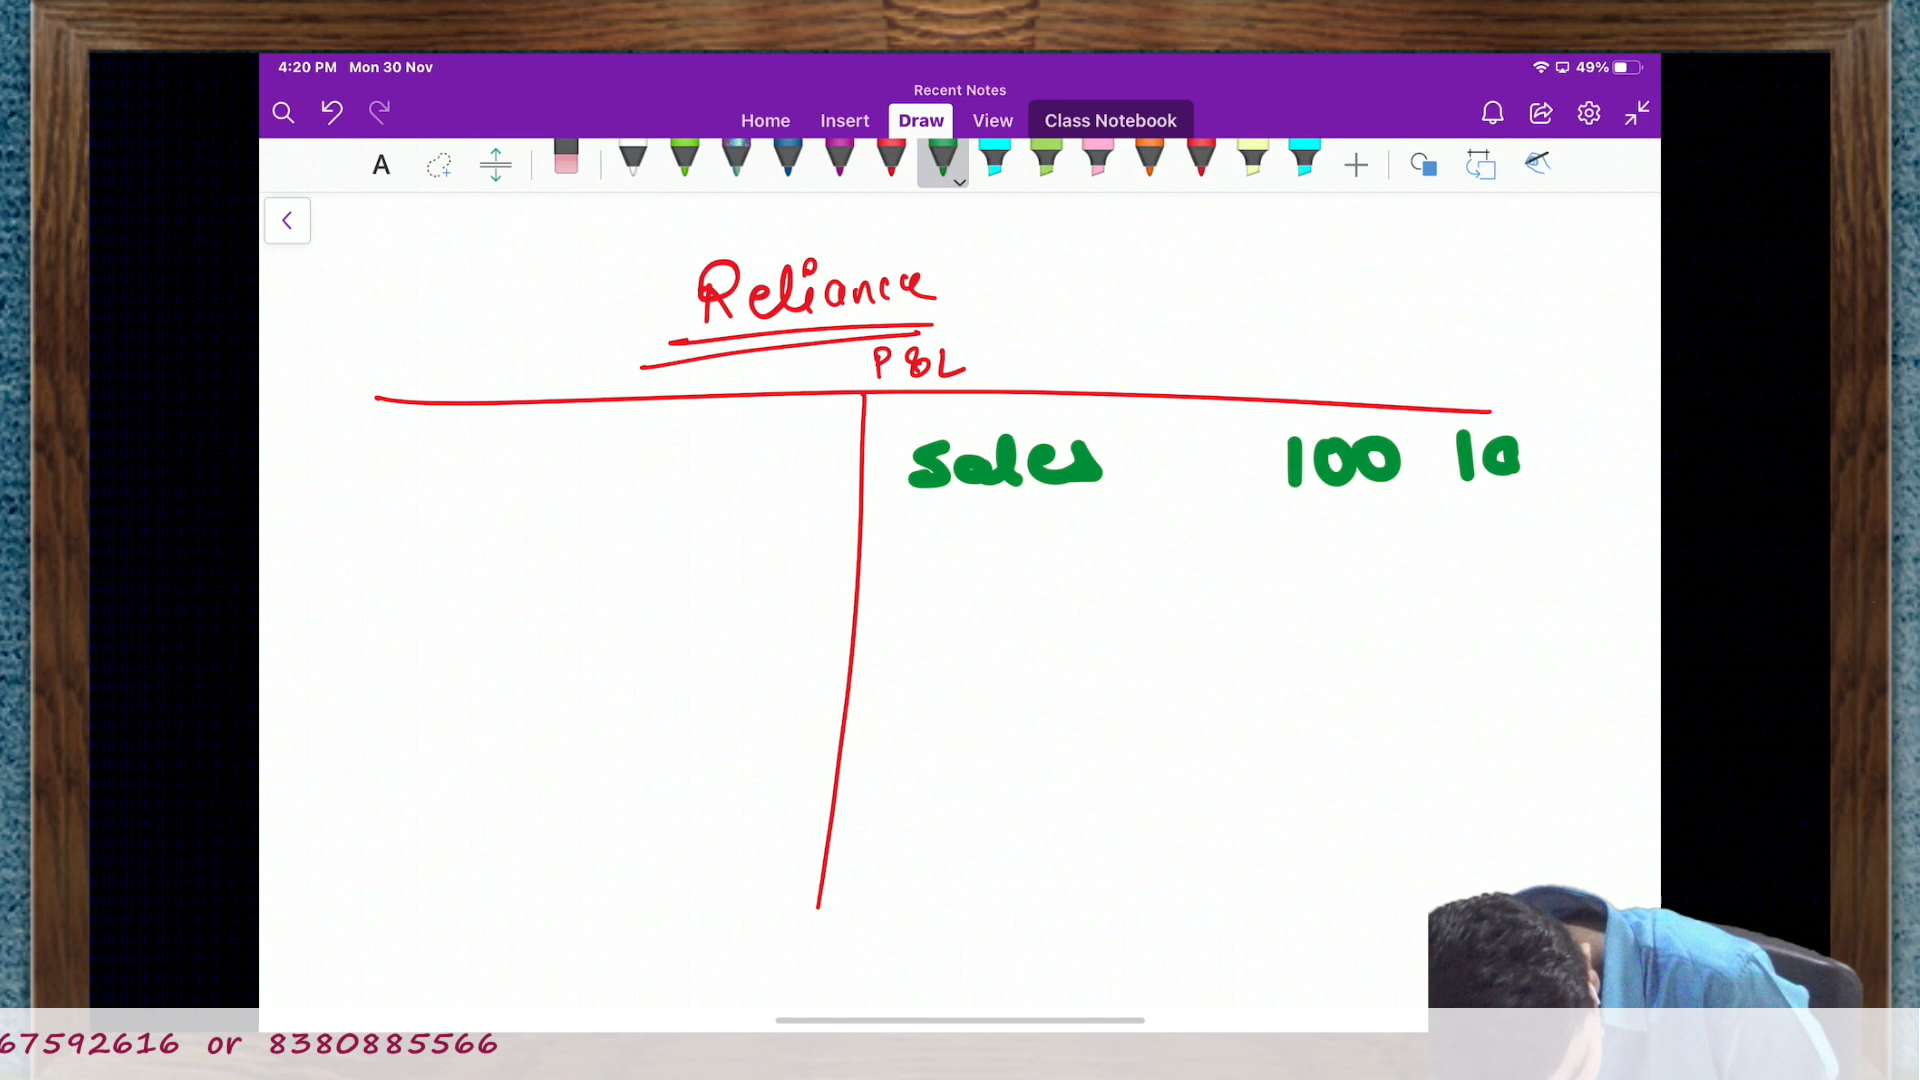 4:20 PM Mon 30 Nov
49%
Recent Notes
Home Insert Draw View Class Notebook
A
Reliance
P&L
Sales 100 la
67592616 or 8380885566